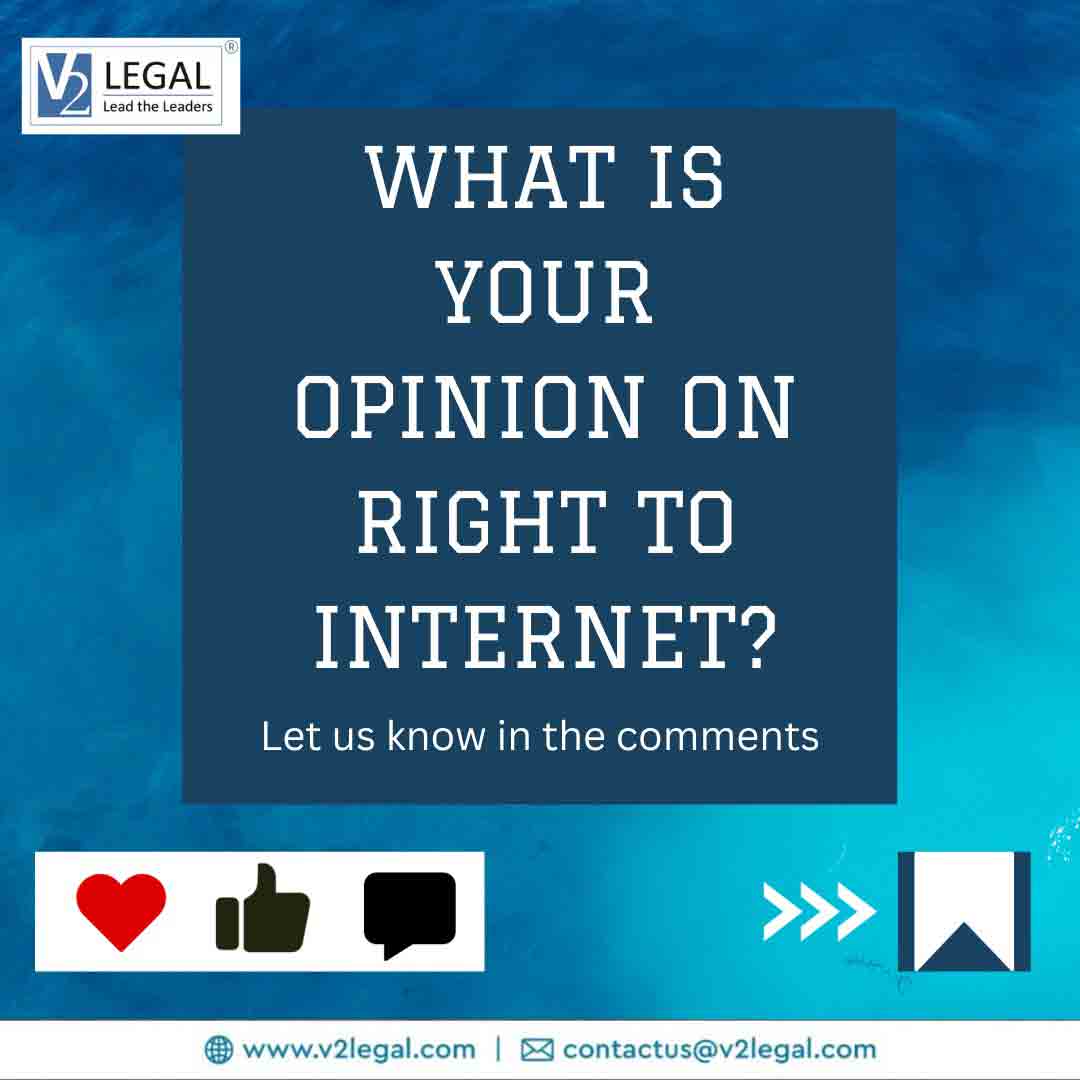 V2 LEGAL ®
Lead the Leaders
WHAT IS
YOUR
OPINION ON
RIGHT TO
INTERNET?
Let us know in the comments
www.v2legal.com | contactus@v2legal.com